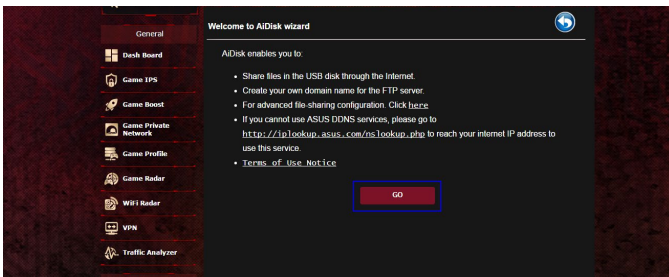 General
Dash Board
Game IPS
Game Boost
Game Private
Network
Game Profile
Game Radar
WiFi Radar
VPN
Traffic Analyzer
Welcome to AiDisk wizard
AiDisk enables you to:
• Share files in the USB disk through the Internet.
• Create your own domain name for the FTP server.
• For advanced file-sharing configuration. Click here
• If you cannot use ASUS DDNS services, please go to
http://iplookup.asus.com/nslookup.php to reach your internet IP address to
use this service.
• Terms of Use Notice
GO